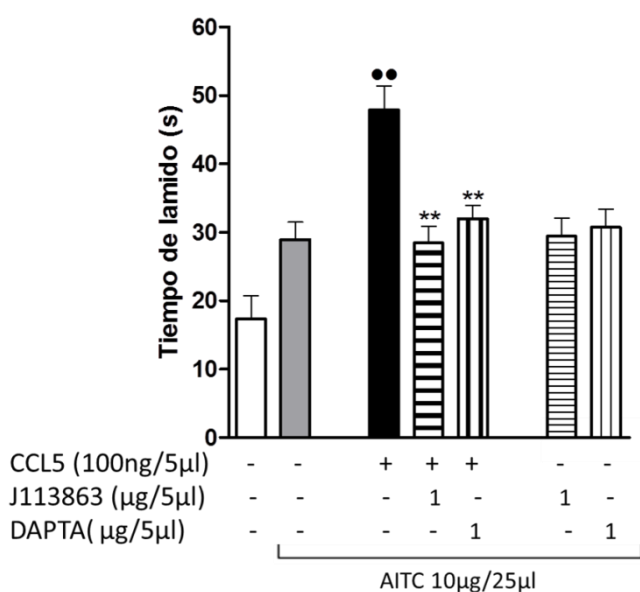 60
50
40
30
20
10
0
Tiempo de lamido (s)
●●
**
**
CCL5 (100ng/5µl) - - + + + - -
J113863 (µg/5µl) - - - 1 - 1 -
DAPTA( µg/5µl) - - - - 1 - 1
AITC 10µg/25µl